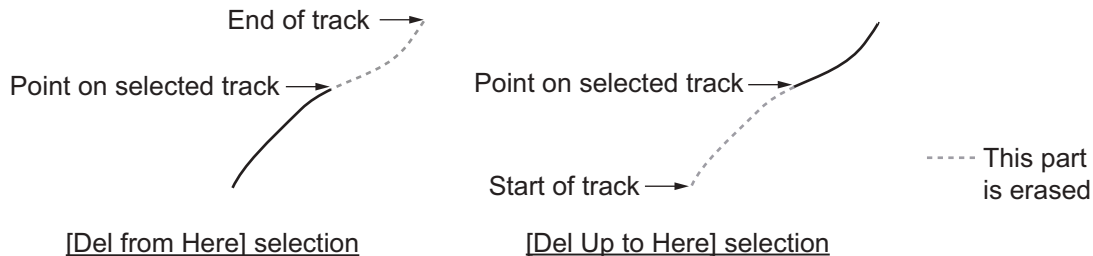 End of track
Point on selected track
[Del from Here] selection
Point on selected track
Start of track
[Del Up to Here] selection
This part
is erased